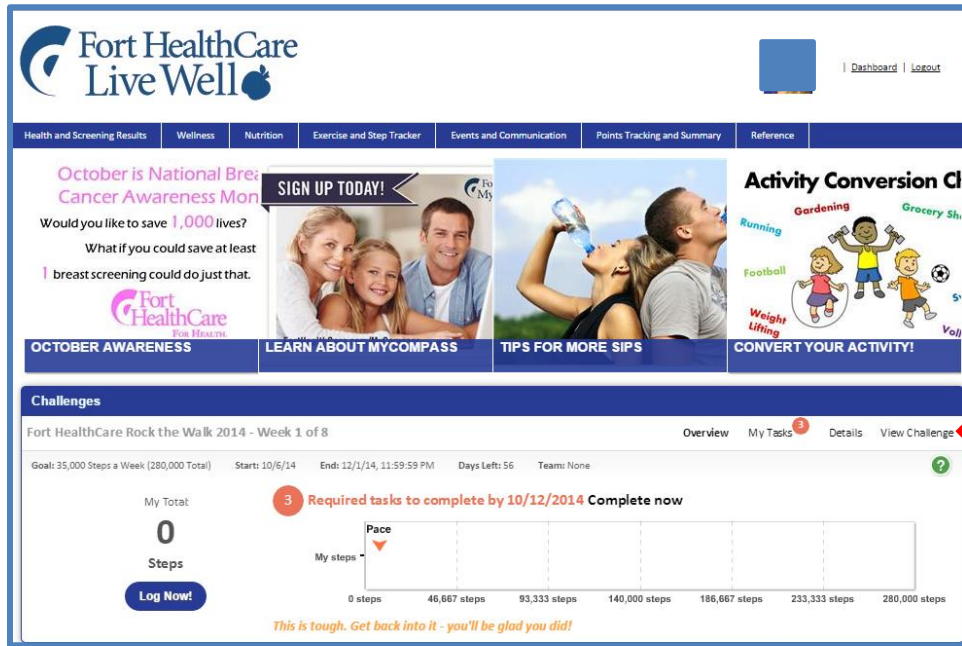 Fort HealthCare
Live Well
| Dashboard | Logout
Health and Screening Results
Wellness
Nutrition
Exercise and Step Tracker
Events and Communication
Points Tracking and Summary
Reference
October is National Brea
Cancer Awareness Mon
Would you like to save 1,000 lives?
What if you could save at least
1 breast screening could do just that.
Fort
HealthCare
FOR HEALTH.
OCTOBER AWARENESS
SIGN UP TODAY!
Fo
My
LEARN ABOUT MYCOMPASS
TIPS FOR MORE SIPS
Activity Conversion Ch
Gardening
Grocery Sho
Running
Football
Weight
Lifting
Voll
CONVERT YOUR ACTIVITY!
Challenges
Fort HealthCare Rock the Walk 2014 - Week 1 of 8
Overview
My Tasks 3
Details
View Challenge
Goal: 35,000 Steps a Week (280,000 Total) Start: 10/6/14 End: 12/1/14, 11:59:59 PM Days Left: 56 Team: None
?
My Total:
0
Steps
Log Now!
3 Required tasks to complete by 10/12/2014 Complete now
Pace
My steps
0 steps 46,667 steps 93,333 steps 140,000 steps 186,667 steps 233,333 steps 280,000 steps
This is tough. Get back into it - you'll be glad you did!